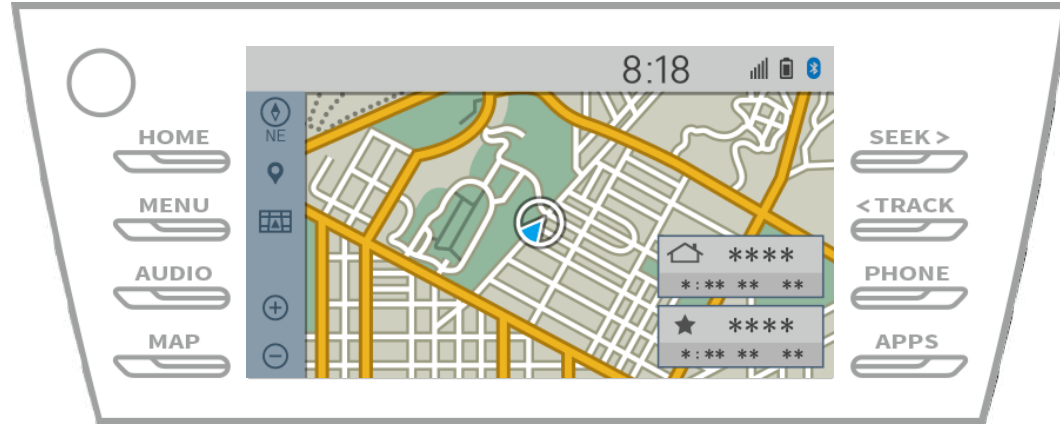 8:18
NE
HOME
MENU
AUDIO
MAP
****
*:** ** **
****
*:** ** **
SEEK >
< TRACK
PHONE
APPS